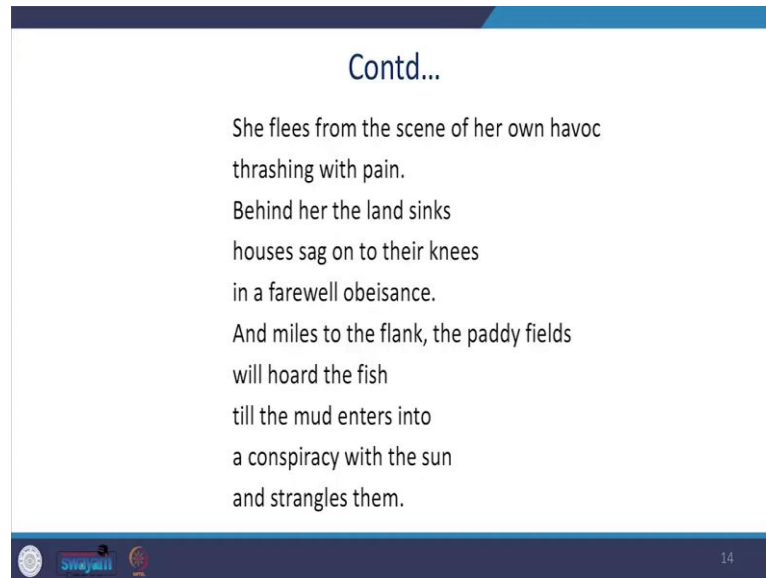 Contd...
She flees from the scene of her own havoc
thrashing with pain.
Behind her the land sinks
houses sag on to their knees
in a farewell obeisance.
And miles to the flank, the paddy fields
will hoard the fish
till the mud enters into
a conspiracy with the sun
and strangles them.
swayam
14